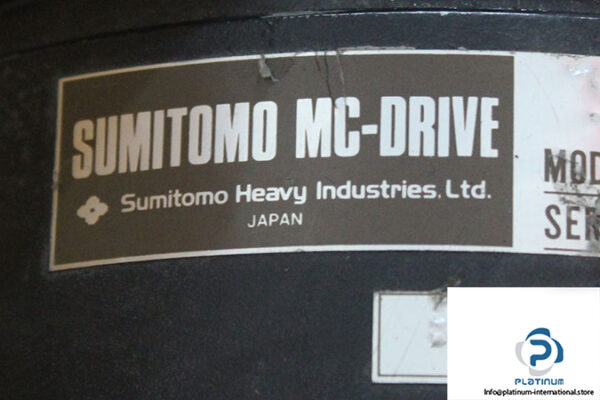 SUMITOMO MC-DRIVE
Sumitomo Heavy Industries, Ltd.
JAPAN
MOD
SER
PLATINUM
Info@platinum-international.store